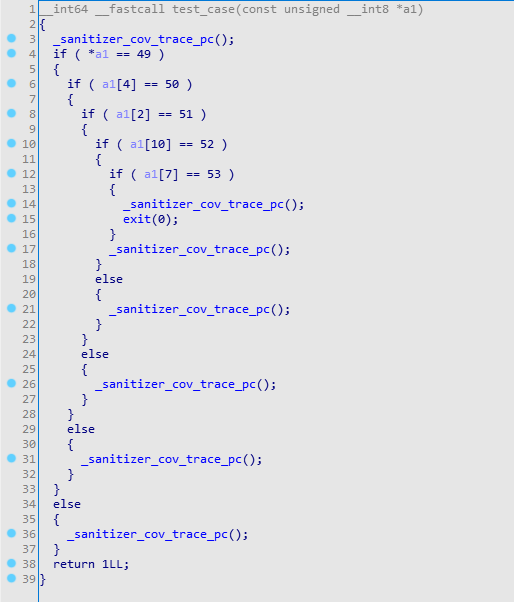 1 __int64 __fastcall test_case(const unsigned __int8 *a1)
2 {
3   _sanitizer_cov_trace_pc();
4   if ( *a1 == 49 )
5   {
6     if ( a1[4] == 50 )
7     {
8       if ( a1[2] == 51 )
9       {
10         if ( a1[10] == 52 )
11         {
12           if ( a1[7] == 53 )
13           {
14             _sanitizer_cov_trace_pc();
15             exit(0);
16           }
17           _sanitizer_cov_trace_pc();
18         }
19         else
20         {
21           _sanitizer_cov_trace_pc();
22         }
23       }
24       else
25       {
26         _sanitizer_cov_trace_pc();
27       }
28     }
29     else
30     {
31       _sanitizer_cov_trace_pc();
32     }
33   }
34   else
35   {
36     _sanitizer_cov_trace_pc();
37   }
38   return 1LL;
39 }